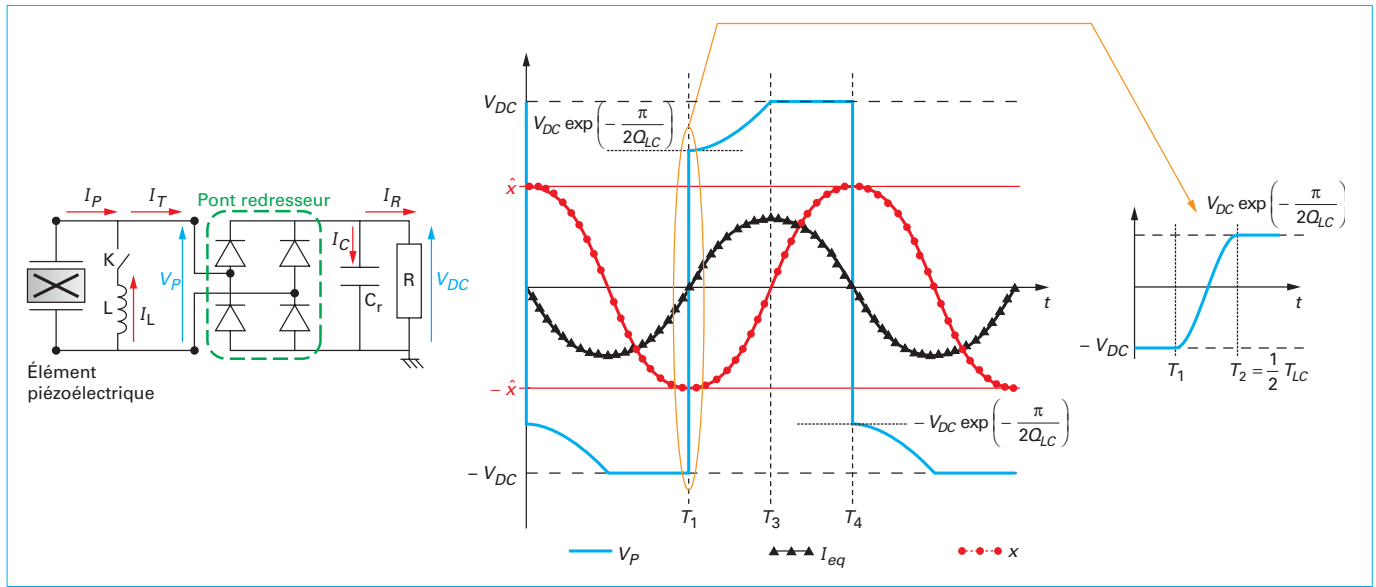 I_P
I_T
Pont redresseur
I_R
K
L
I_L
V_P
I_C
C_r
R
V_DC
Élément
piézoélectrique
V_DC
V_DC exp(-π/2Q_LC)
x̂
- x̂
- V_DC
- V_DC exp(-π/2Q_LC)
t
T_1
T_3
T_4
V_P
I_eq
x
V_DC exp(-π/2Q_LC)
t
- V_DC
T_1
T_2 = 1/2 T_LC